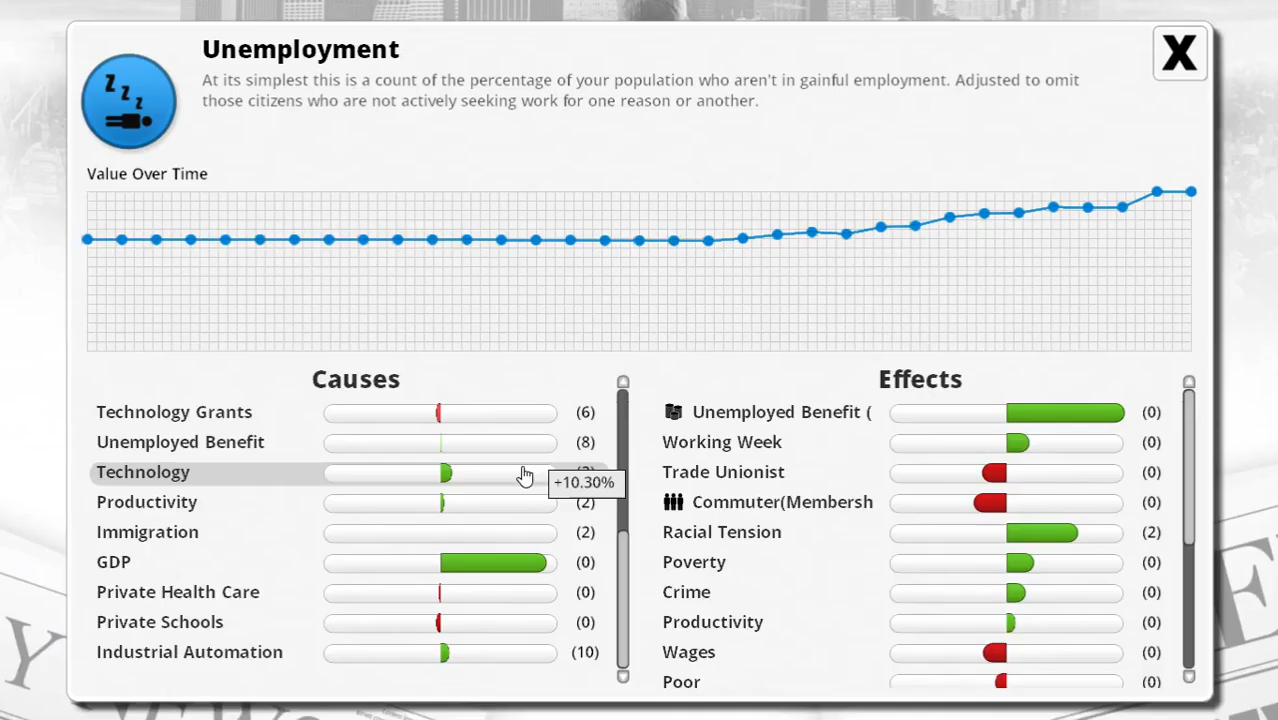 Unemployment
X
At its simplest this is a count of the percentage of your population who aren't in gainful employment. Adjusted to omit
those citizens who are not actively seeking work for one reason or another.
z
z
z
Value Over Time
Causes
Technology Grants (6)
Unemployed Benefit (8)
Technology
+10.30%
Productivity (2)
Immigration (2)
GDP (0)
Private Health Care (0)
Private Schools (0)
Industrial Automation (10)
Effects
Unemployed Benefit ( (0)
Working Week (0)
Trade Unionist (0)
Commuter(Membersh (0)
Racial Tension (2)
Poverty (0)
Crime (0)
Productivity (0)
Wages (0)
Poor (0)